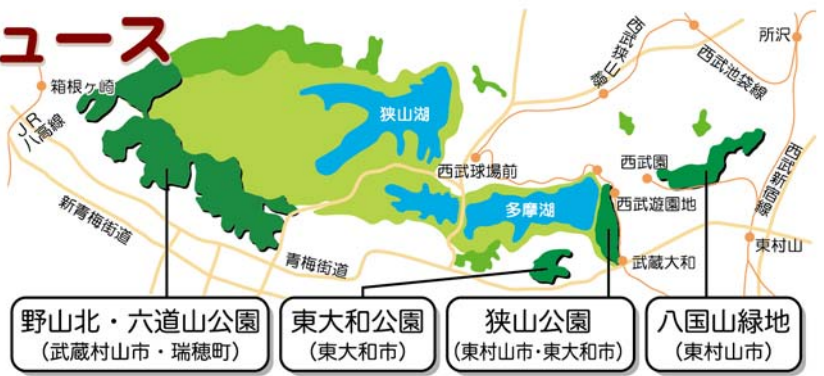 ュース
箱根ヶ崎
JR
八高線
新青梅街道
青梅街道
狭山湖
多摩湖
西武球場前
西武狭山線
西武池袋線
所沢
西武園
西武遊園地
西武新宿線
東村山
武蔵大和
野山北・六道山公園
(武蔵村山市・瑞穂町)
東大和公園
(東大和市)
狭山公園
(東村山市・東大和市)
八国山緑地
(東村山市)